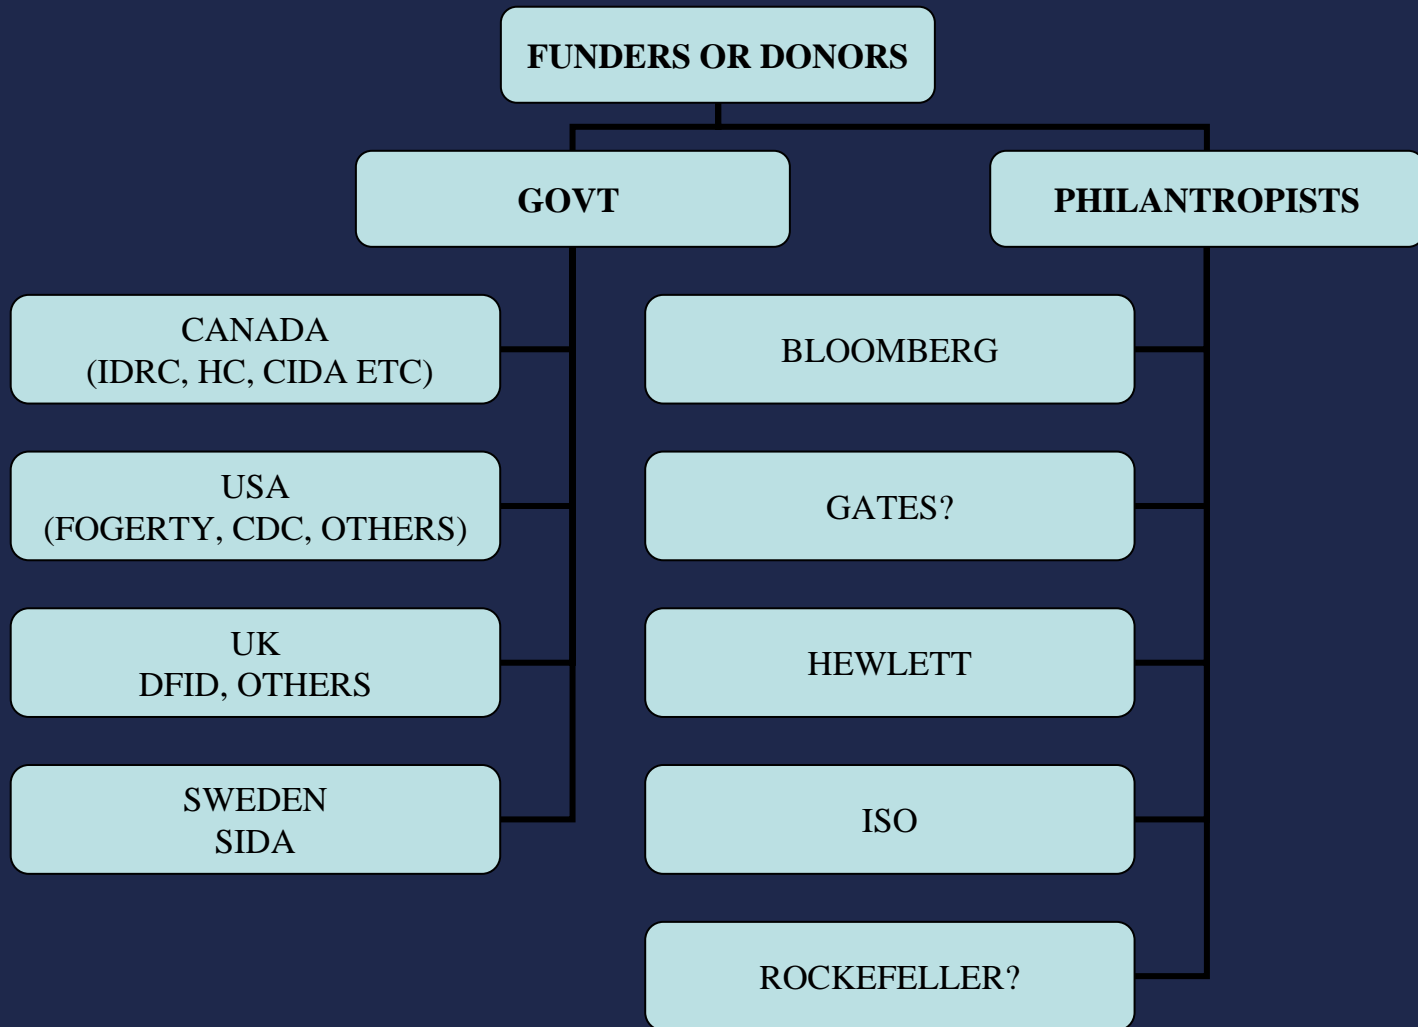 FUNDERS OR DONORS
GOVT
PHILANTROPISTS
CANADA
(IDRC, HC, CIDA ETC)
USA
(FOGERTY, CDC, OTHERS)
UK
DFID, OTHERS
SWEDEN
SIDA
BLOOMBERG
GATES?
HEWLETT
ISO
ROCKEFELLER?